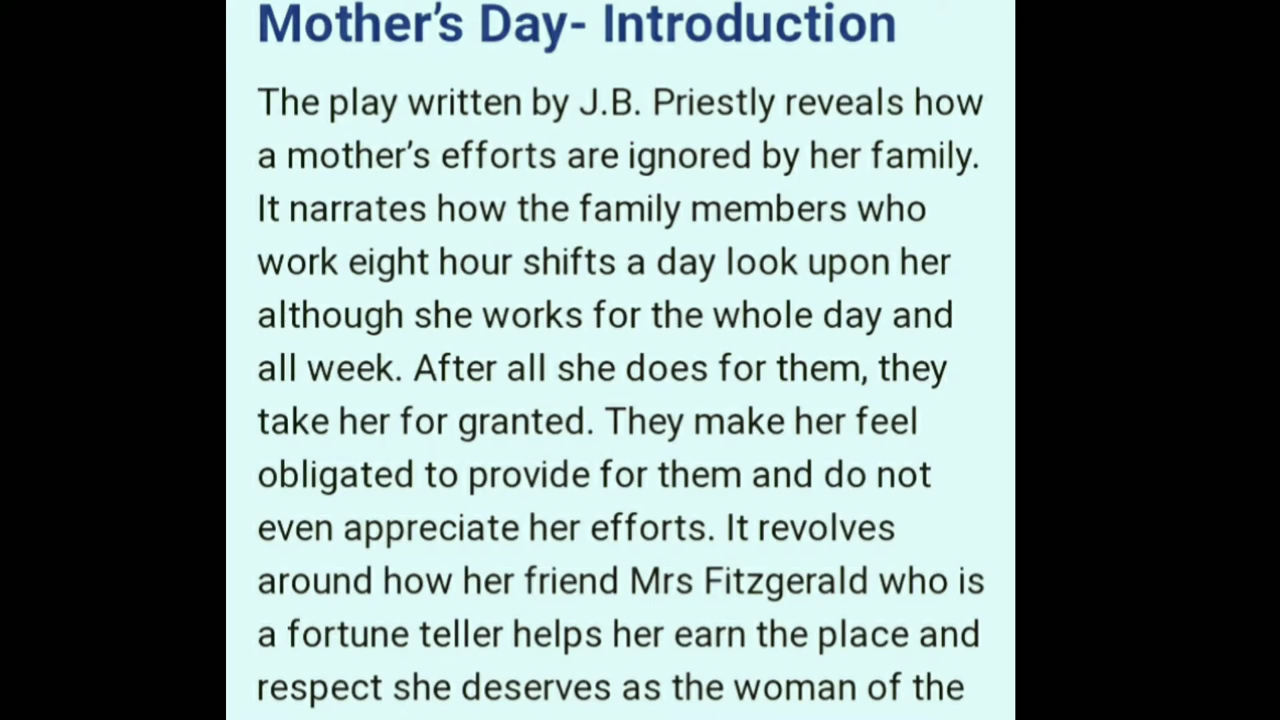 Mother's Day- Introduction
The play written by J.B. Priestly reveals how
a mother's efforts are ignored by her family.
It narrates how the family members who
work eight hour shifts a day look upon her
although she works for the whole day and
all week. After all she does for them, they
take her for granted. They make her feel
obligated to provide for them and do not
even appreciate her efforts. It revolves
around how her friend Mrs Fitzgerald who is
a fortune teller helps her earn the place and
respect she deserves as the woman of the